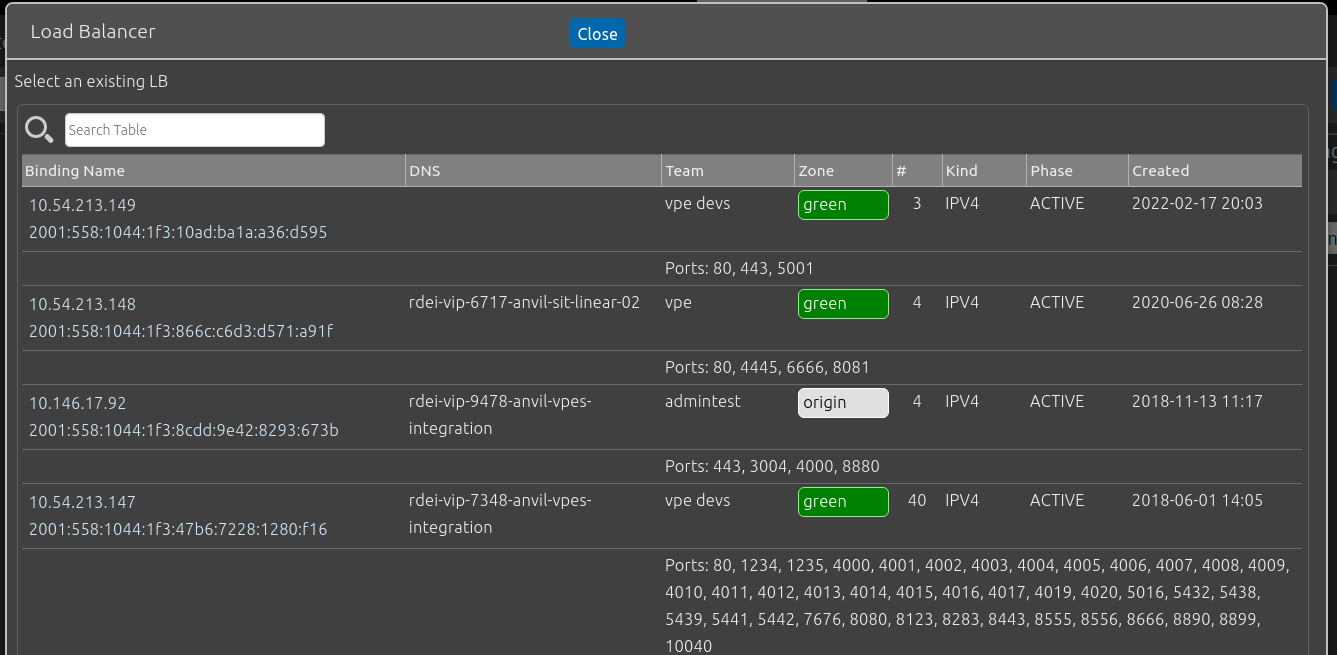 Load Balancer
Close
Select an existing LB
Search Table
Binding Name DNS Team Zone # Kind Phase Created
10.54.213.149 vpe devs green 3 IPV4 ACTIVE 2022-02-17 20:03
2001:558:1044:1f3:10ad:ba1a:a36:d595
Ports: 80, 443, 5001
10.54.213.148 rdei-vip-6717-anvil-sit-linear-02 vpe green 4 IPV4 ACTIVE 2020-06-26 08:28
2001:558:1044:1f3:866c:c6d3:d571:a91f
Ports: 80, 4445, 6666, 8081
10.146.17.92 rdei-vip-9478-anvil-vpes- admintest origin 4 IPV4 ACTIVE 2018-11-13 11:17
2001:558:1044:1f3:8cdd:9e42:8293:673b integration
Ports: 443, 3004, 4000, 8880
10.54.213.147 rdei-vip-7348-anvil-vpes- vpe devs green 40 IPV4 ACTIVE 2018-06-01 14:05
2001:558:1044:1f3:47b6:7228:1280:f16 integration
Ports: 80, 1234, 1235, 4000, 4001, 4002, 4003, 4004, 4005, 4006, 4007, 4008, 4009,
4010, 4011, 4012, 4013, 4014, 4015, 4016, 4017, 4019, 4020, 5016, 5432, 5438,
5439, 5441, 5442, 7676, 8080, 8123, 8283, 8443, 8555, 8556, 8666, 8890, 8899,
10040